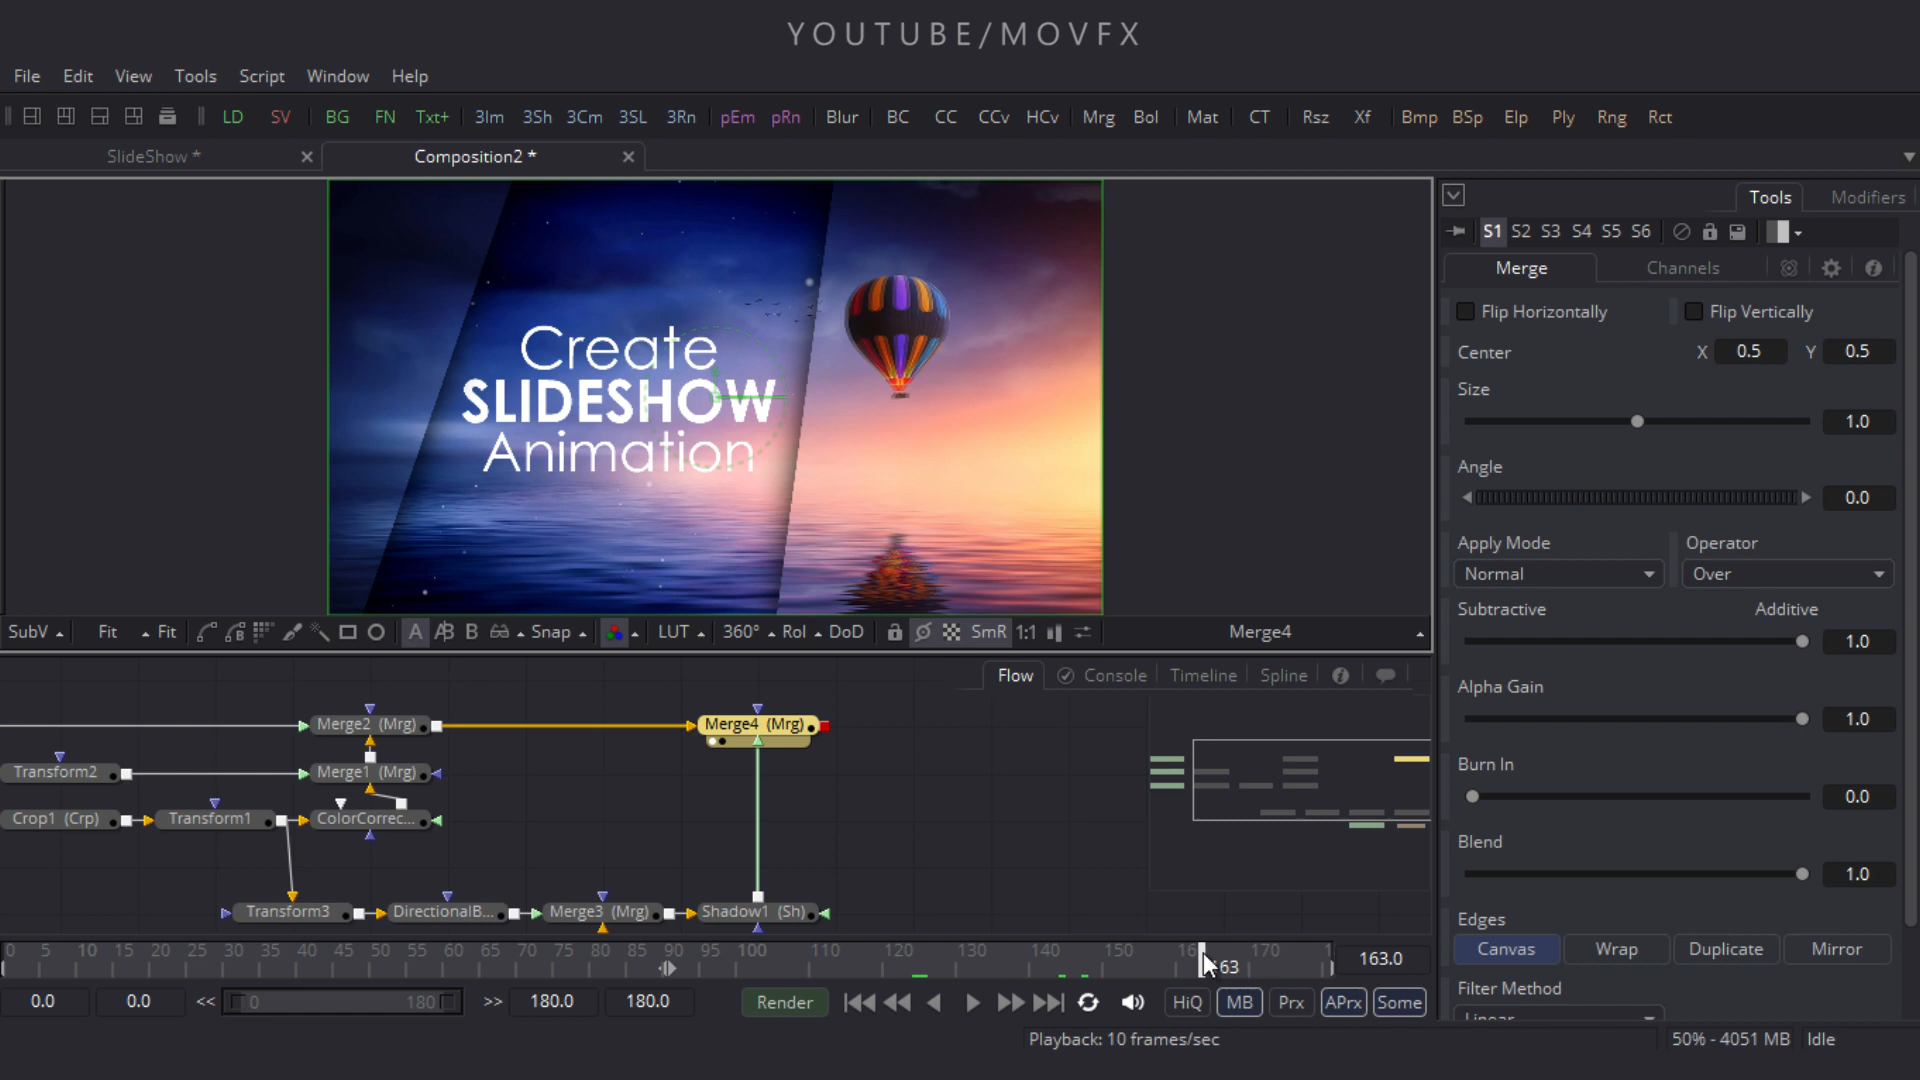 YOUTUBE/MOVFX
File Edit View Tools Script Window Help
LD SV BG FN Txt+ 3Im 3Sh 3Cm 3SL 3Rn pEm pRn Blur BC CC CCv HCv Mrg Bol Mat CT Rsz Xf Bmp BSp Elp Ply Rng Rct
SlideShow * Composition2 *
Create
SLIDESHOW
Animation
SubV Fit Fit A B Snap LUT 360° Rol DoD SmR 1:1 Merge4
Flow Console Timeline Spline
Merge2 (Mrg) Merge4 (Mrg)
Transform2 Merge1 (Mrg)
Crop1 (Crp) Transform1 ColorCorrec...
Transform3 DirectionalB... Merge3 (Mrg) Shadow1 (Sh)
0 5 10 15 20 25 30 35 40 45 50 55 60 65 70 75 80 85 90 95 100 110 120 130 140 150 170 163.0
63
0.0 0.0 << 0 180 >> 180.0 180.0 Render HiQ MB Prx APrx Some
Playback: 10 frames/sec 50% - 4051 MB Idle
Tools Modifiers
S1 S2 S3 S4 S5 S6
Merge Channels
Flip Horizontally Flip Vertically
Center X 0.5 Y 0.5
Size
1.0
Angle
0.0
Apply Mode Operator
Normal Over
Subtractive Additive
1.0
Alpha Gain
1.0
Burn In
0.0
Blend
1.0
Edges
Canvas Wrap Duplicate Mirror
Filter Method
Linear